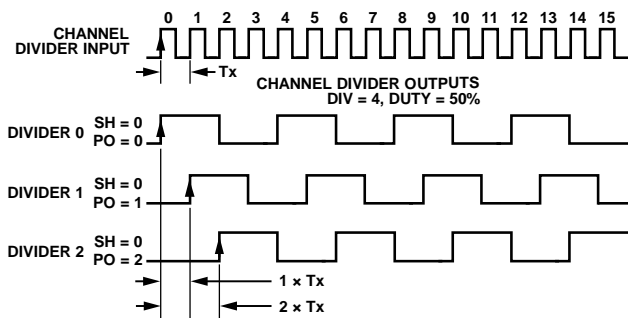 0 1 2 3 4 5 6 7 8 9 10 11 12 13 14 15
CHANNEL
DIVIDER INPUT
Tx
CHANNEL DIVIDER OUTPUTS
DIV = 4, DUTY = 50%
DIVIDER 0
SH = 0
PO = 0
DIVIDER 1
SH = 0
PO = 1
DIVIDER 2
SH = 0
PO = 2
1 × Tx
2 × Tx